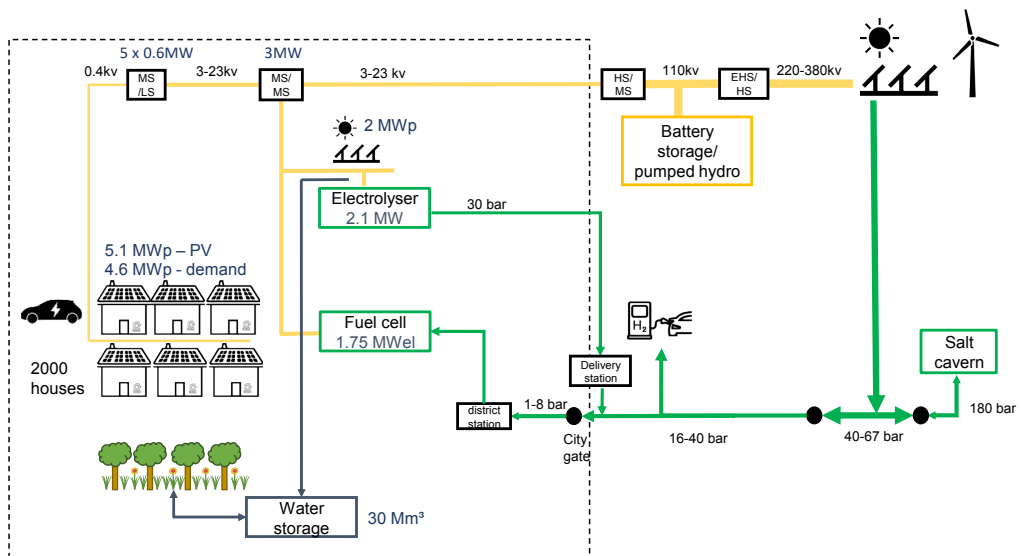 5 x 0.6MW
3MW
0.4kv
MS
/LS
3-23kv
MS/
MS
3-23 kv
HS/
MS
110kv
EHS/
HS
220-380kv
2 MWp
Battery
storage/
pumped hydro
Electrolyser
2.1 MW
30 bar
5.1 MWp – PV
4.6 MWp - demand
Fuel cell
1.75 MWel
H2
2000
houses
Delivery
station
Salt
cavern
district
station
1-8 bar
City
gate
16-40 bar
40-67 bar
180 bar
Water
storage
30 Mm³